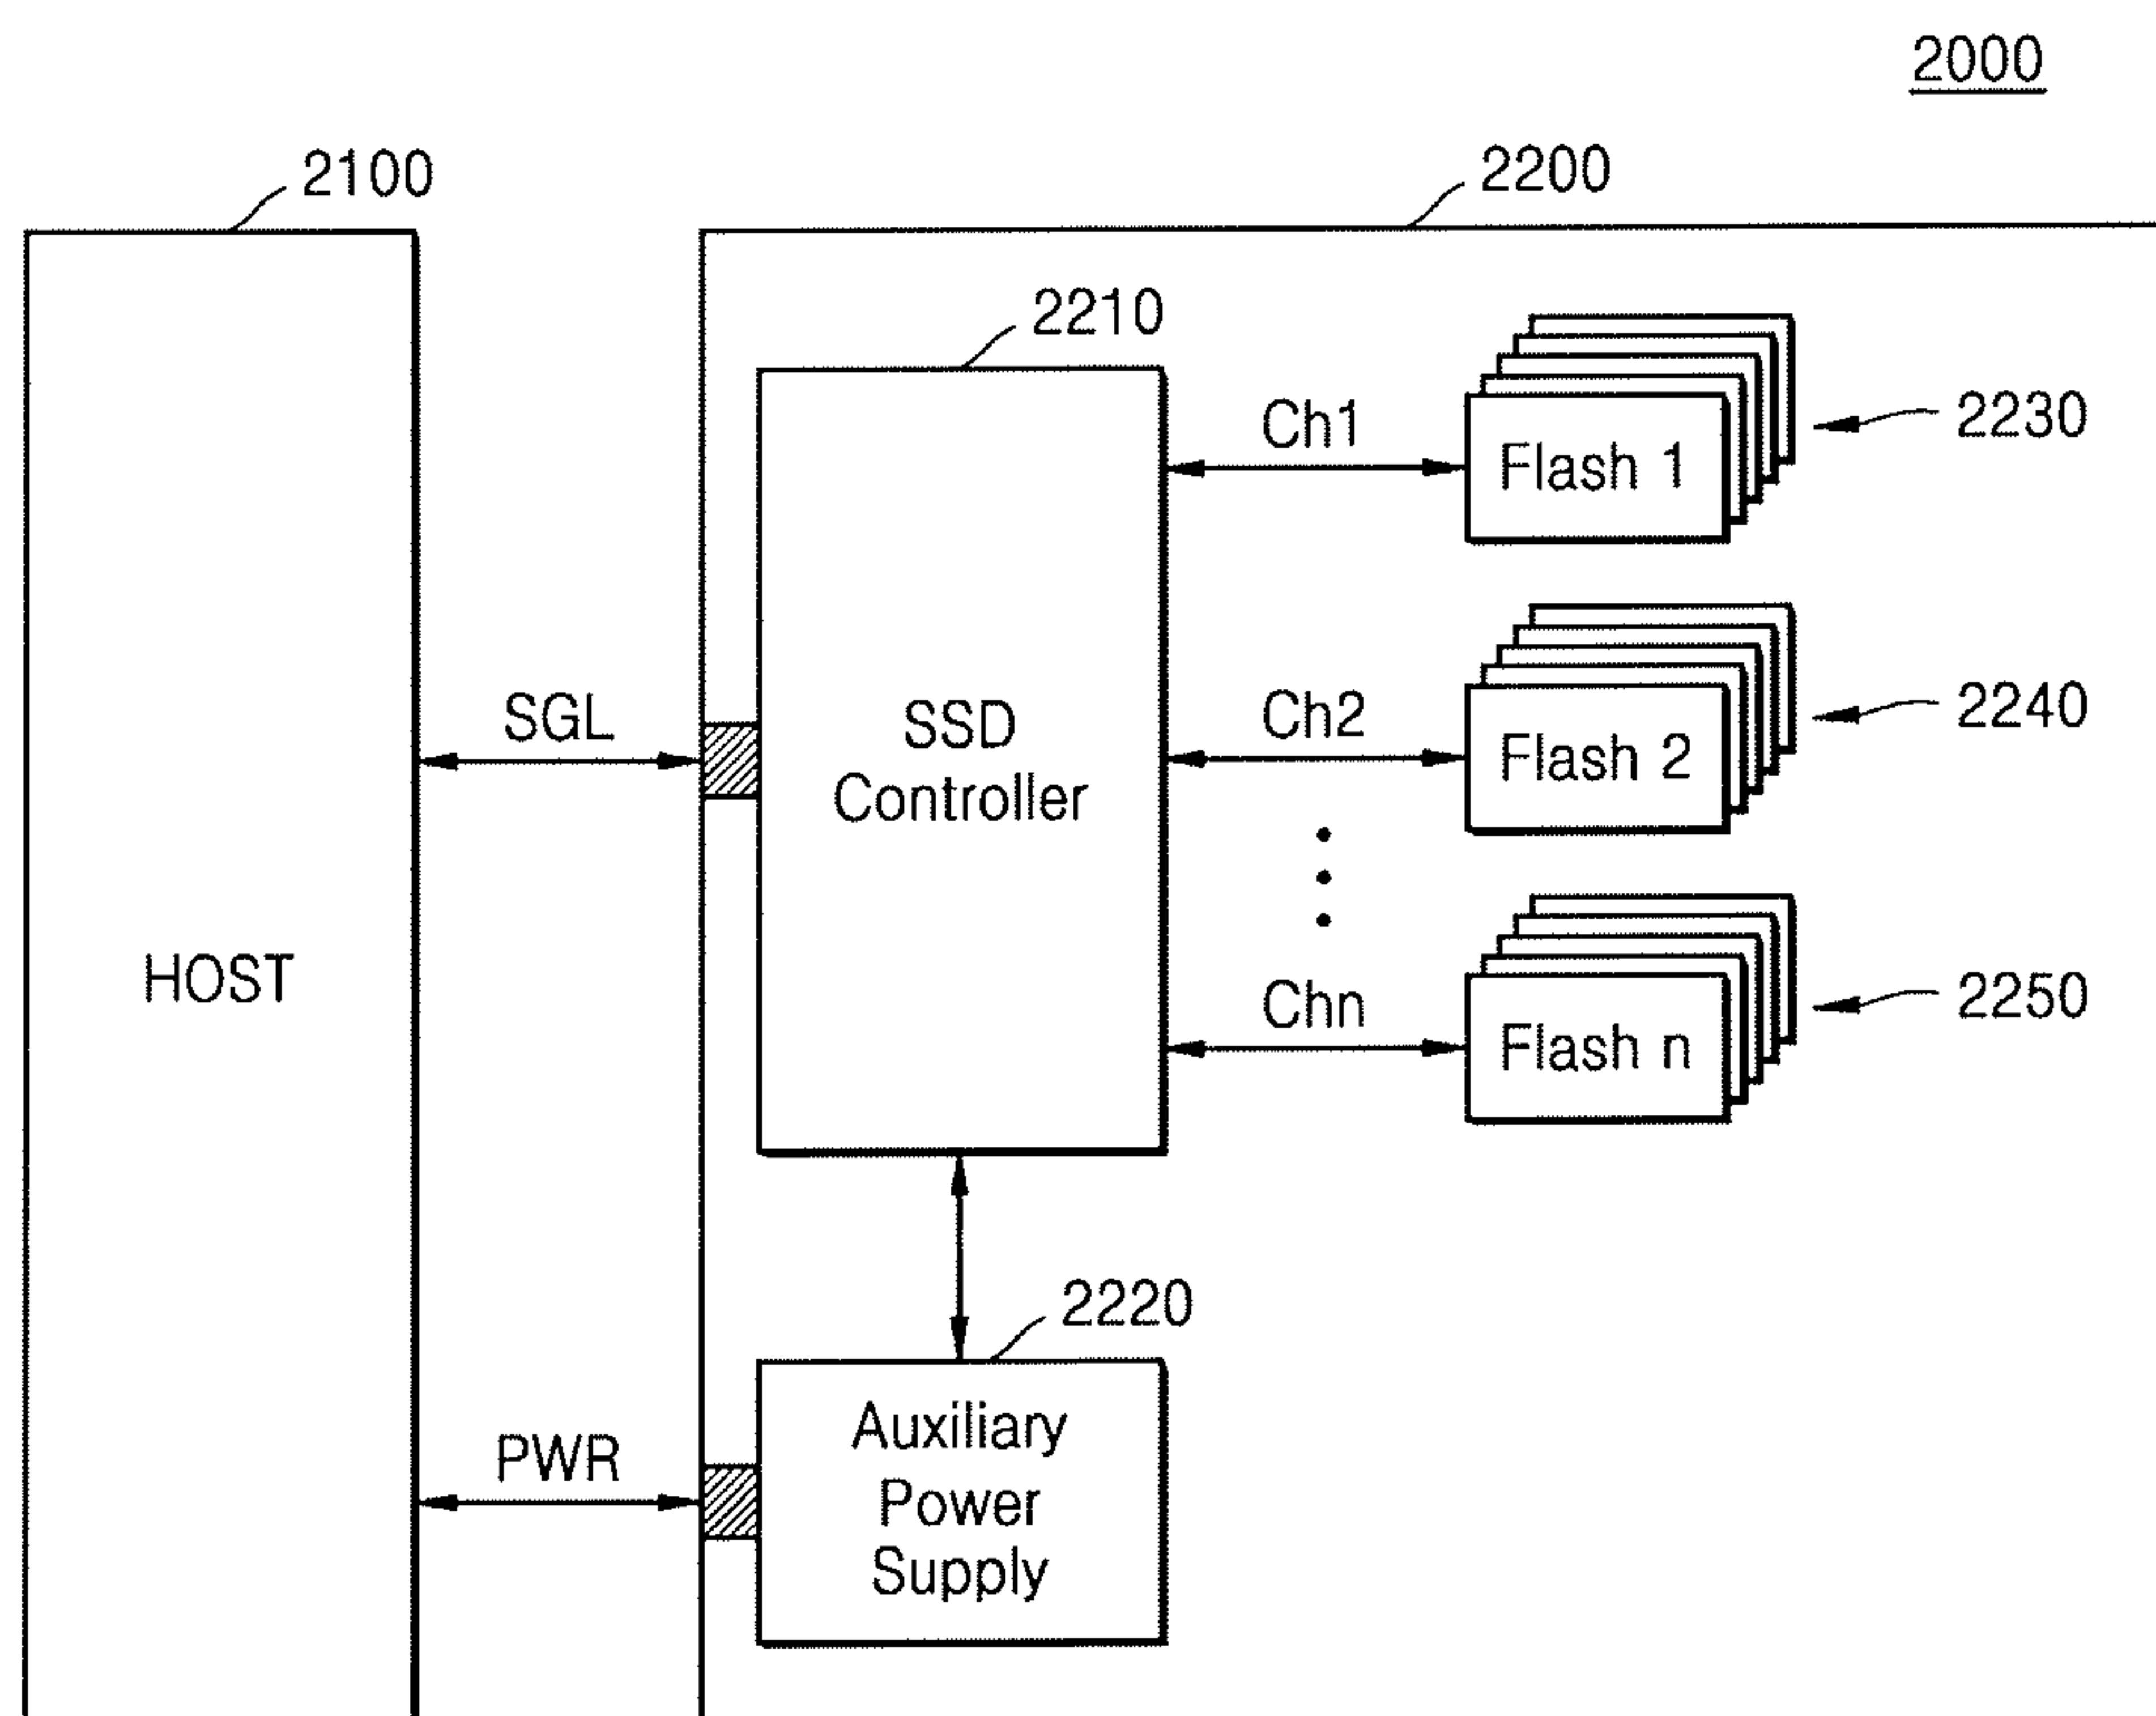 2000
2100
2200
2210
Ch1
Flash 1
2230
SGL
SSD
Controller
Ch2
Flash 2
2240
HOST
Chn
Flash n
2250
2220
PWR
Auxiliary
Power
Supply